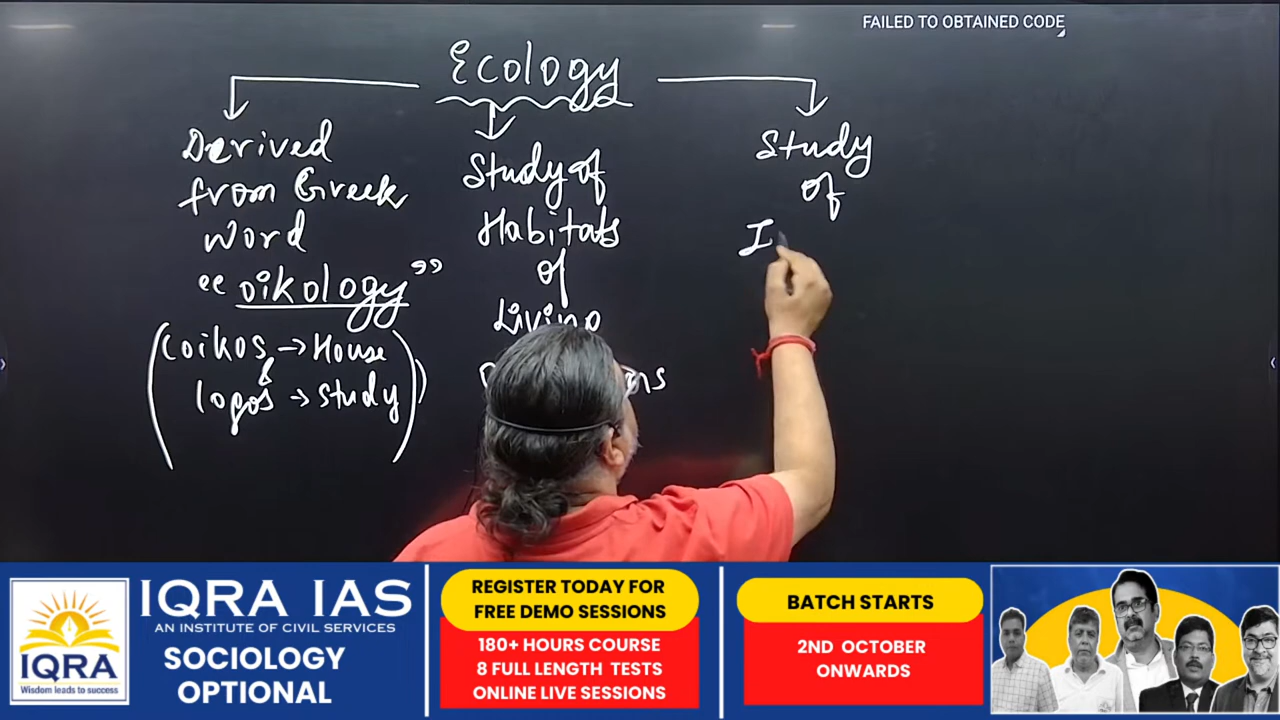 FAILED TO OBTAINED CODE
Ecology
Derived
from Greek
Word
"oikology"
(oikos → House
&
logos → Study)
Study of
Habitats
of
Living
Study
of
I
IQRA
Wisdom leads to success
IQRA IAS
AN INSTITUTE OF CIVIL SERVICES
SOCIOLOGY
OPTIONAL
REGISTER TODAY FOR
FREE DEMO SESSIONS
180+ HOURS COURSE
8 FULL LENGTH TESTS
ONLINE LIVE SESSIONS
BATCH STARTS
2ND OCTOBER
ONWARDS